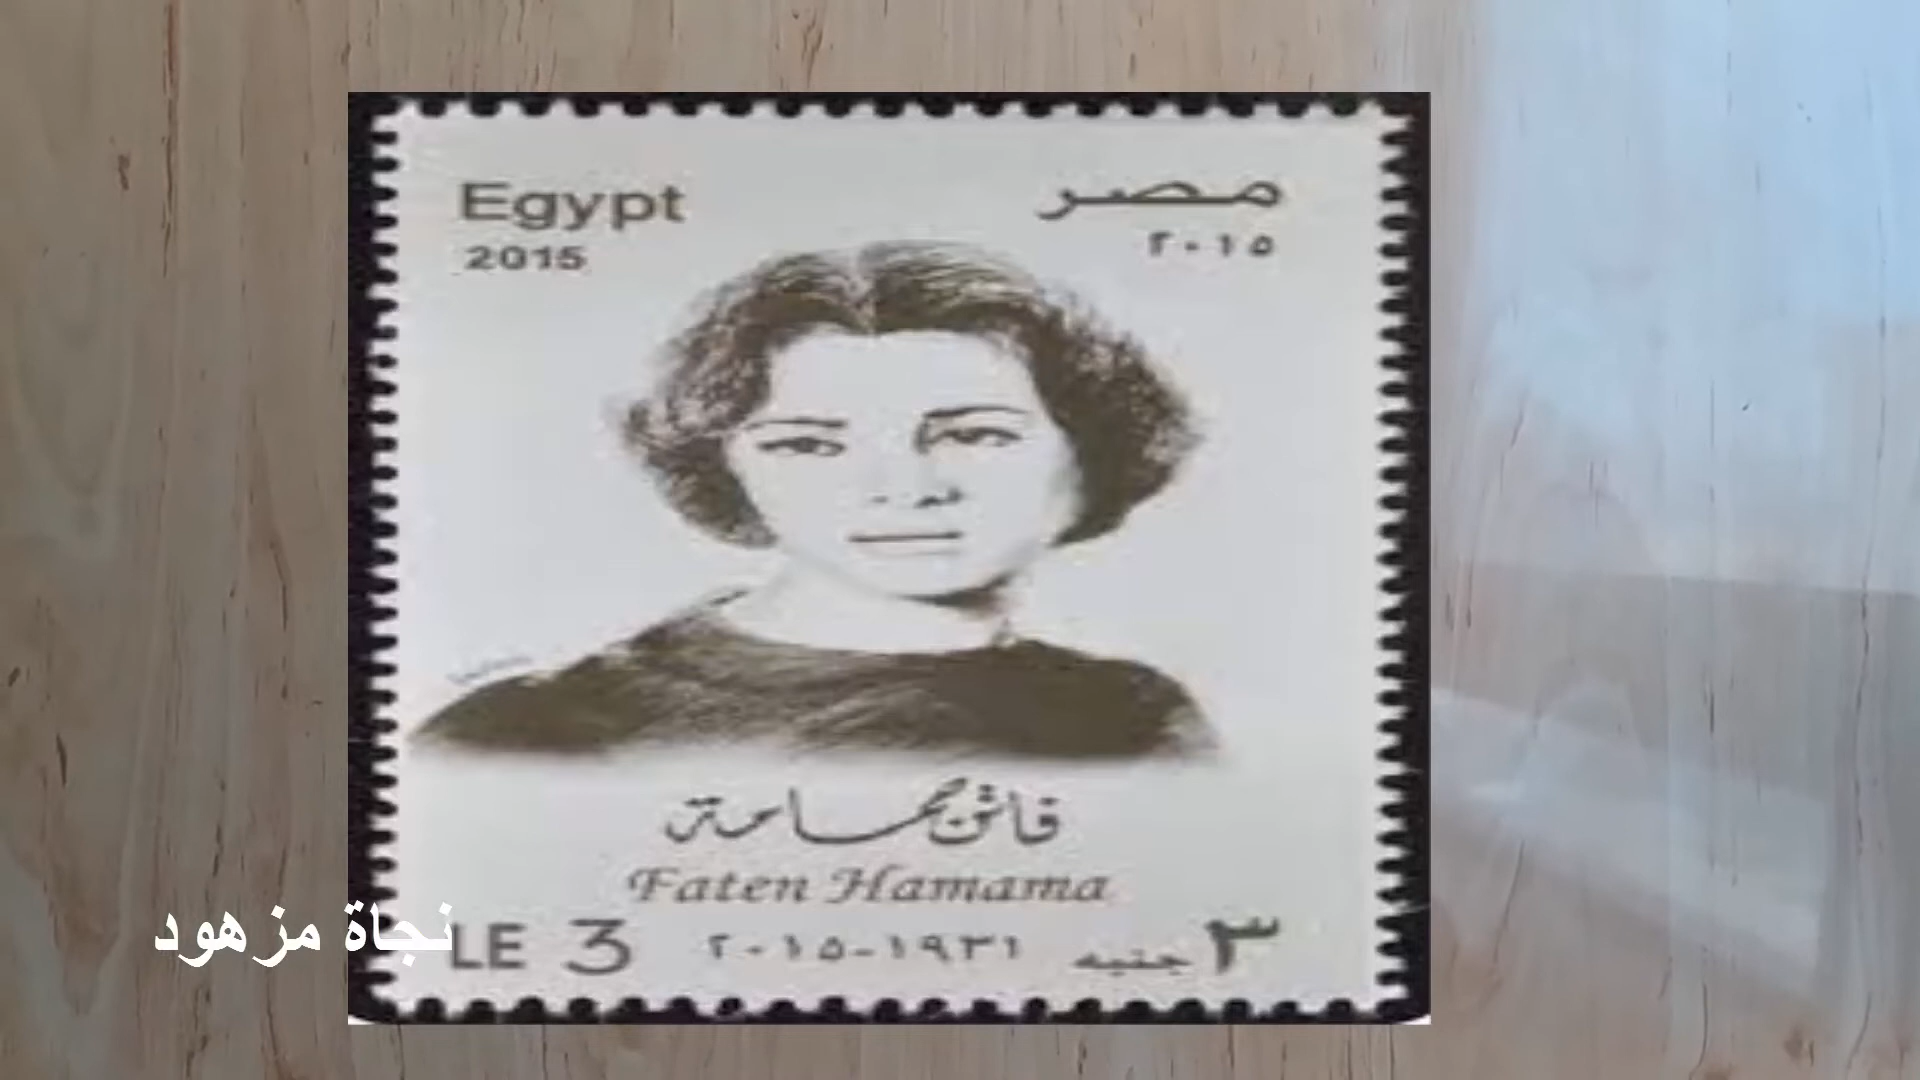 Egypt
مصر
2015
٢٠١٥
فاتن حمامة
Faten Hamama
LE 3
١٩٣١-٢٠١٥
٣ جنيه
نجاة مزهود